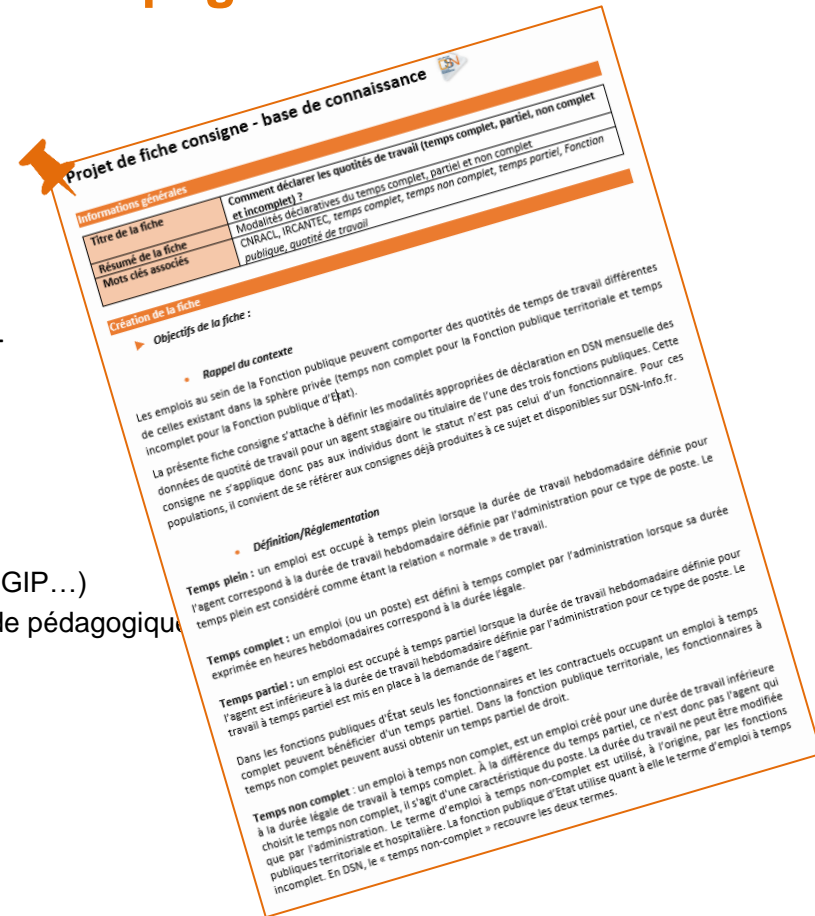 Projet de fiche consigne - base de connaissance
Informations générales
Titre de la fiche
Comment déclarer les quotités de travail (temps complet, partiel, non complet
et incomplet) ?
Résumé de la fiche
Modalités déclaratives du temps complet, partiel et non complet
Mots clés associés
CNRACL, IRCANTEC, temps complet, temps non complet, temps partiel, Fonction
publique, quotité de travail
Création de la fiche
Objectifs de la fiche :
Rappel du contexte
Les emplois au sein de la Fonction publique peuvent comporter des quotités de temps de travail différentes
de celles existant dans la sphère privée (temps non complet pour la Fonction publique territoriale et temps
incomplet pour la Fonction publique d'Etat).
La présente fiche consigne s'attache à définir les modalités appropriées de déclaration en DSN mensuelle des
données de quotité de travail pour un agent stagiaire ou titulaire de l'une des trois fonctions publiques. Cette
consigne ne s'applique donc pas aux individus dont le statut n'est pas celui d'un fonctionnaire. Pour ces
populations, il convient de se référer aux consignes déjà produites à ce sujet et disponibles sur DSN-Info.fr.
Définition/Réglementation
Temps plein : un emploi est occupé à temps plein lorsque la durée de travail hebdomadaire définie pour
l'agent correspond à la durée de travail hebdomadaire définie par l'administration pour ce type de poste. Le
temps plein est considéré comme étant la relation « normale » de travail.
Temps complet : un emploi (ou un poste) est défini à temps complet par l'administration lorsque sa durée
exprimée en heures hebdomadaires correspond à la durée légale.
Temps partiel : un emploi est occupé à temps partiel lorsque la durée de travail hebdomadaire définie pour
l'agent est inférieure à la durée de travail hebdomadaire définie par l'administration pour ce type de poste. Le
travail à temps partiel est mis en place à la demande de l'agent.
Dans les fonctions publiques d'État seuls les fonctionnaires et les contractuels occupant un emploi à temps
complet peuvent bénéficier d'un temps partiel. Dans la fonction publique territoriale, les fonctionnaires à
temps non complet peuvent aussi obtenir un temps partiel de droit.
Temps non complet : un emploi à temps non complet, est un emploi créé pour une durée de travail inférieure
à la durée légale de travail à temps complet. À la différence du temps partiel, ce n'est donc pas l'agent qui
choisit le temps non complet, il s'agit d'une caractéristique du poste. La durée du travail ne peut être modifiée
que par l'administration. Le terme d'emploi à temps non-complet est utilisé, à l'origine, par les fonctions
publiques territoriale et hospitalière. La fonction publique d'Etat utilise quant à elle le terme d'emploi à temps
incomplet. En DSN, le « temps non-complet » recouvre les deux termes.
GIP…)
le pédagogique